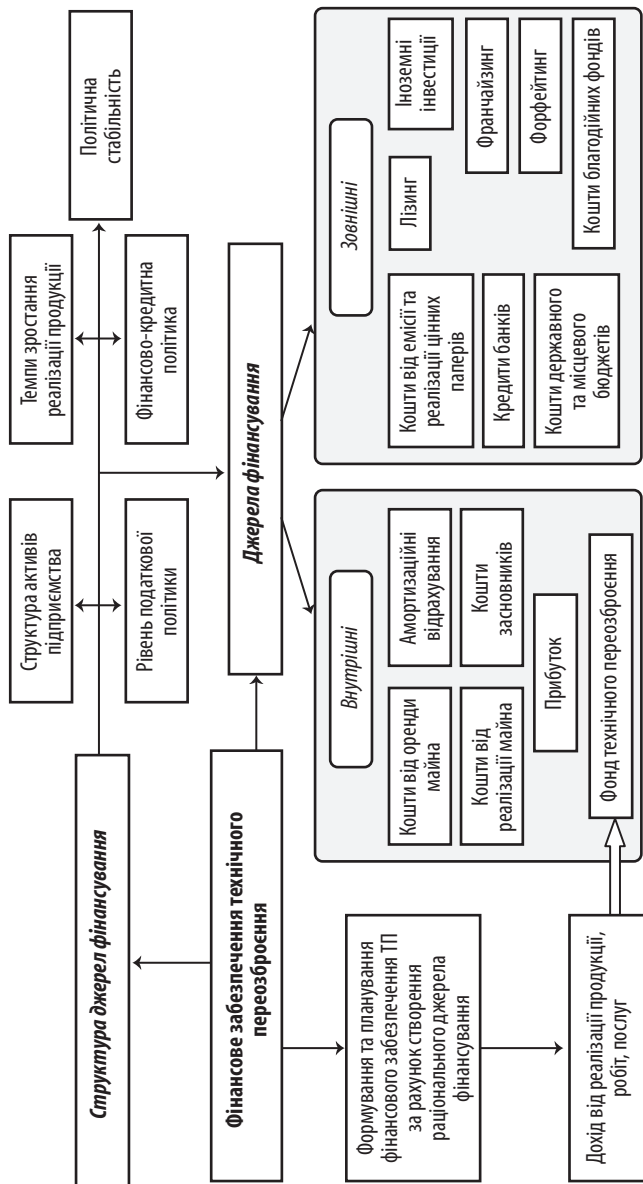 Структура активів
підприємства
Темпи зростання
реалізації продукції
Політична
стабільність
Структура джерел фінансування
Рівень податкової
політики
Фінансово-кредитна
політика
Фінансове забезпечення технічного
переозброєння
Джерела фінансування
Формування та планування
фінансового забезпечення ТП
за рахунок створення
раціонального джерела
фінансування
Дохід від реалізації продукції,
робіт, послуг
Внутрішні
Кошти від оренди
майна
Амортизаційні
відрахування
Кошти від
реалізації майна
Кошти
засновників
Прибуток
Фонд технічного переозброєння
Зовнішні
Кошти від емісії та
реалізації цінних
паперів
Лізинг
Іноземні
інвестиції
Кредити банків
Франчайзинг
Кошти державного
та місцевого
бюджетів
Форфейтинг
Кошти благодійних фондів